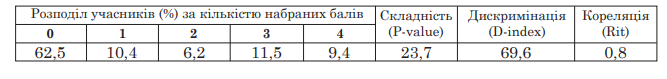 Розподіл учасників (%) за кількістю набраних балів Складність Дискримінація Кореляція
0 1 2 3 4 (P-value) (D-index) (Rit)
62,5 10,4 6,2 11,5 9,4 23,7 69,6 0,8